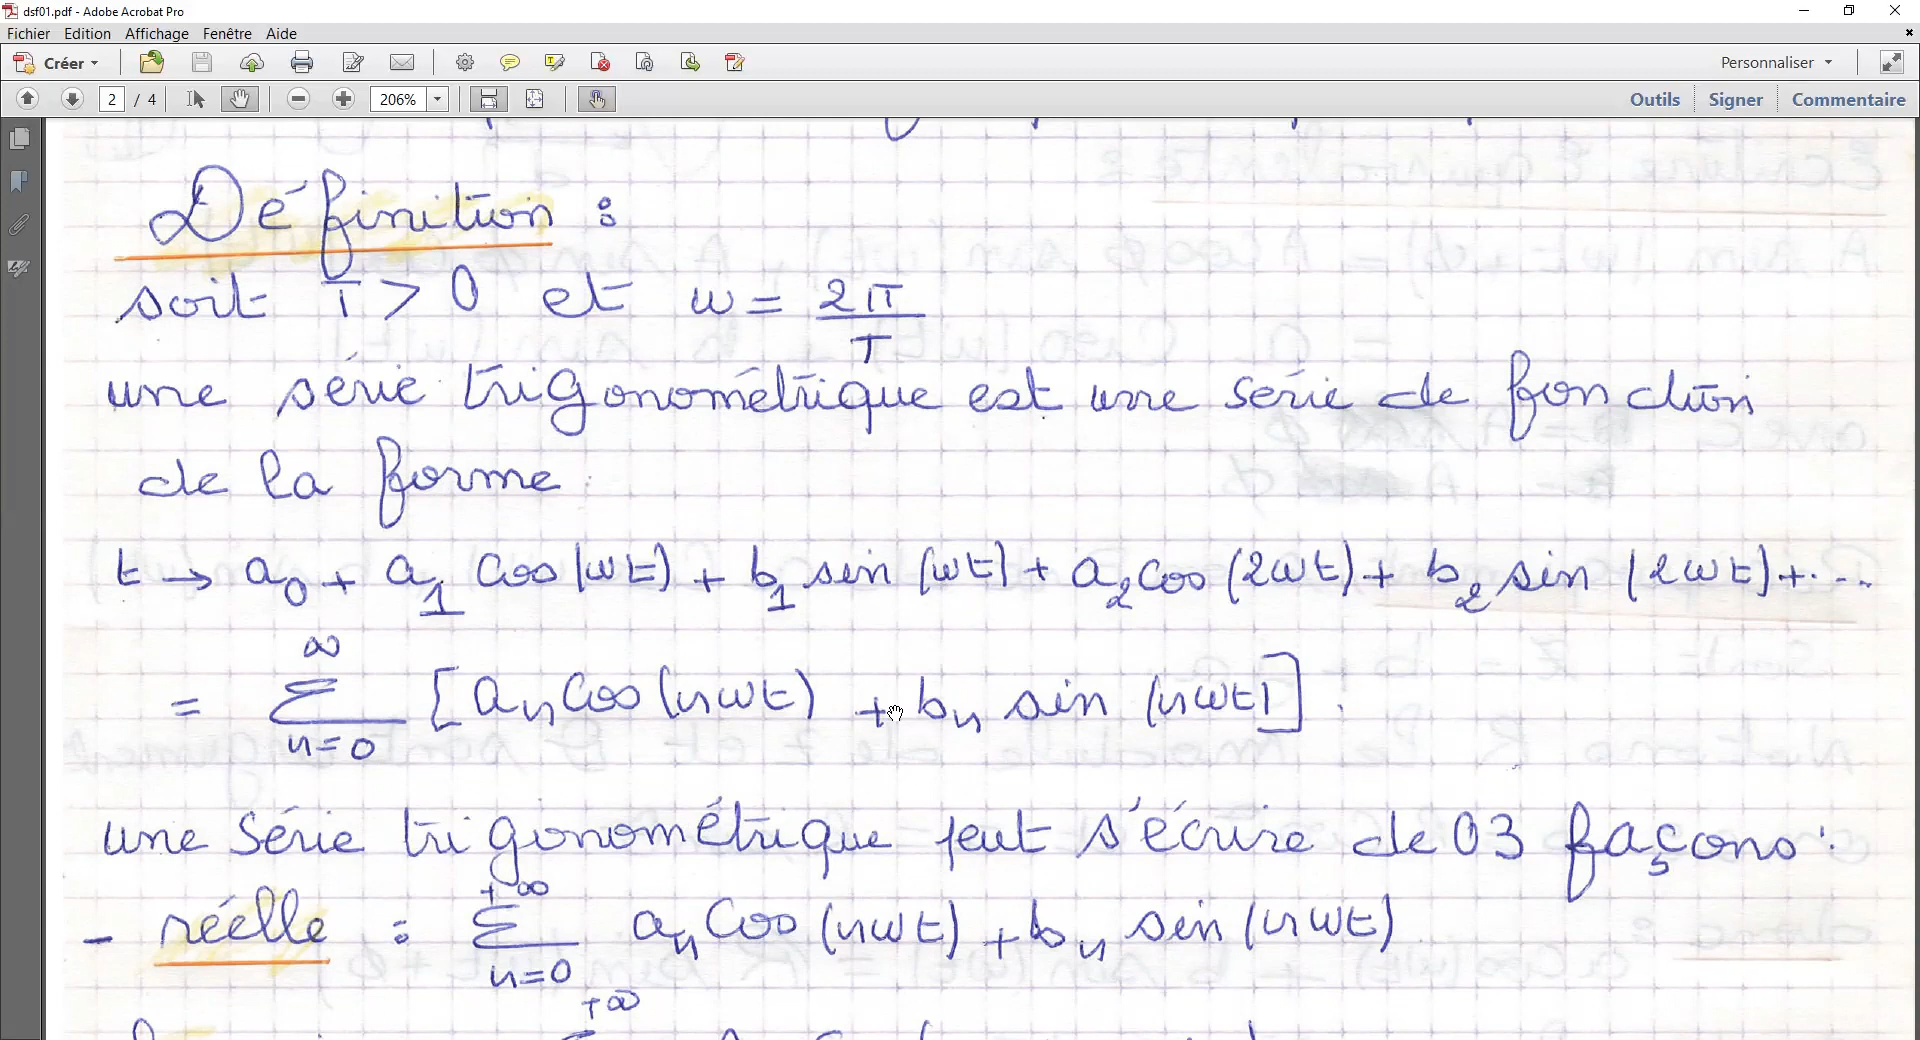 dsf01.pdf - Adobe Acrobat Pro
Fichier Edition Affichage Fenêtre Aide
Créer
Personnaliser
2 / 4
206%
Outils Signer Commentaire
Définition :
soit T > 0 et ω = 2π/T
une série trigonométrique est une série de fonction
de la forme
t → a₀ + a₁ cos(ωt) + b₁ sin(ωt) + a₂ cos(2ωt) + b₂ sin(2ωt) + ...
= ∑_{n=0}^{∞} [aₙ cos(nωt) + bₙ sin(nωt)].
une série trigonométrique peut s'écrire de 03 façons :
- réelle : ∑_{n=0}^{+∞} aₙ cos(nωt) + bₙ sin(nωt)
+∞